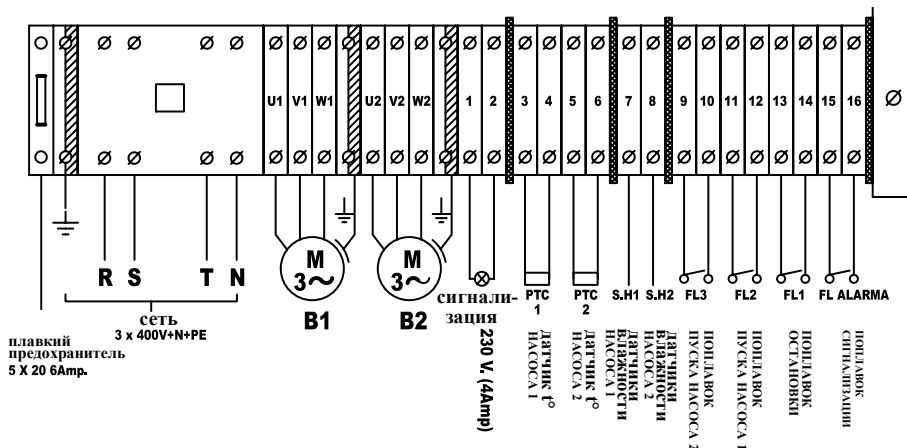 U1 V1 W1 U2 V2 W2 1 2 3 4 5 6 7 8 9 10 11 12 13 14 15 16
R S T N
сеть
3 x 400V+N+PE
плавкий
предохранитель
5 X 20 6Amp.
M
3~
B1
M
3~
B2
сигнали-
зация
230 V. (4Amp)
PTC
1
датчик t°
НАСОСА 1
PTC
2
датчик t°
НАСОСА 2
S.H1
датчики
влажности
НАСОСА 1
S.H2
датчики
влажности
НАСОСА 2
FL3
ПОПЛАВОК
ПУСКА НАСОСА 2
FL2
ПОПЛАВОК
ПУСКА НАСОСА 1
FL1
ПОПЛАВОК
ОСТАНОВКИ
FL ALARMA
ПОПЛАВОК
СИГНАЛИЗАЦИИ